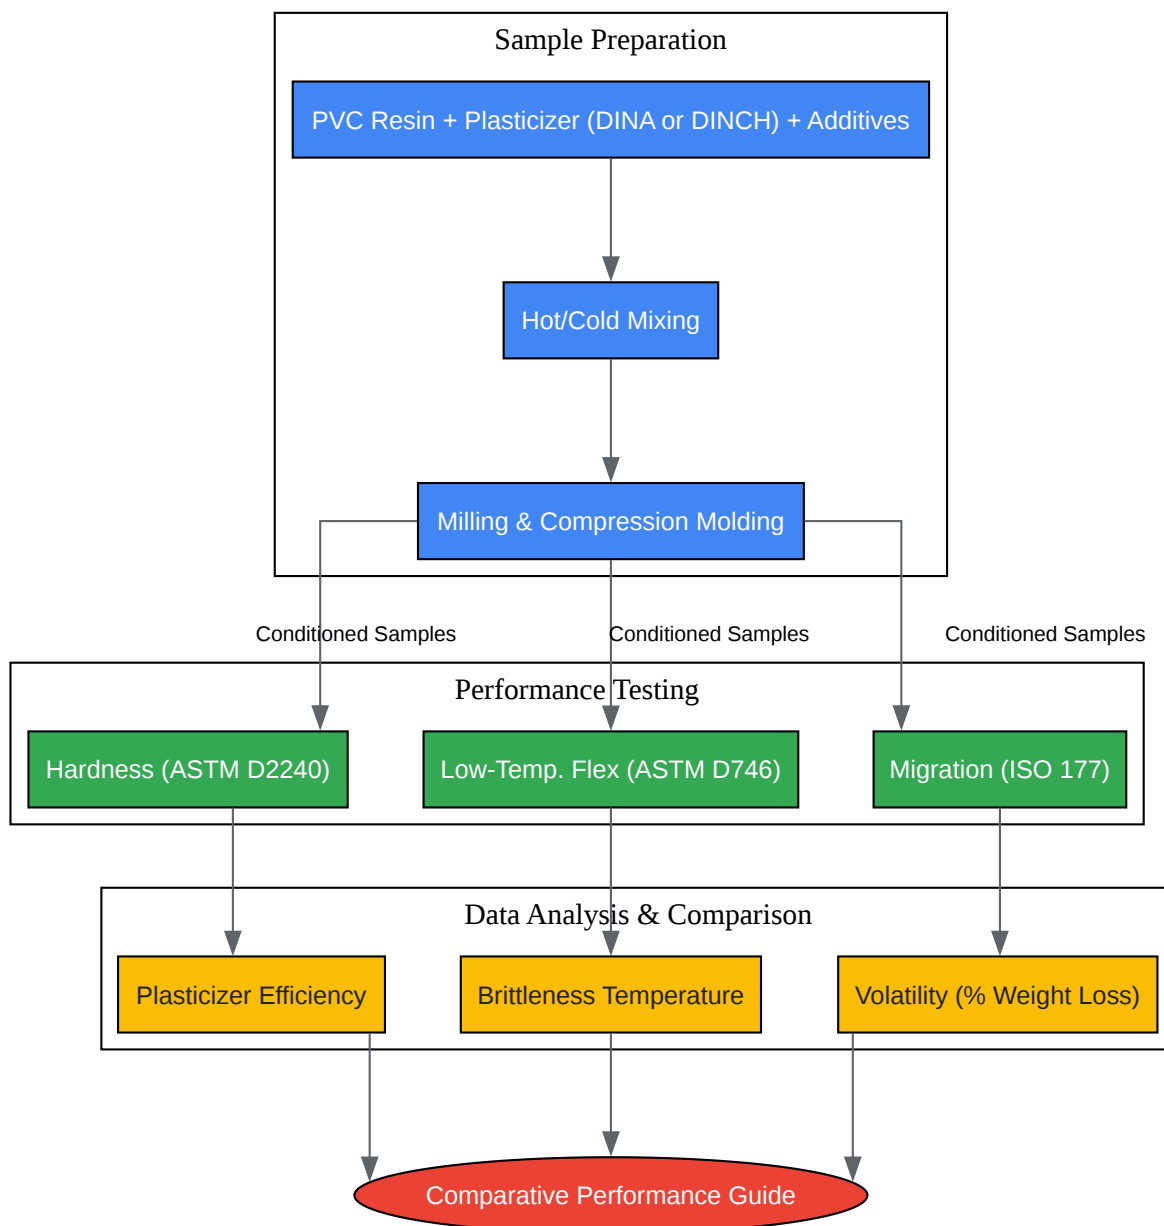 Sample Preparation
PVC Resin + Plasticizer (DINA or DINCH) + Additives
Hot/Cold Mixing
Milling & Compression Molding
Conditioned Samples
Conditioned Samples
Conditioned Samples
Performance Testing
Hardness (ASTM D2240)
Low-Temp. Flex (ASTM D746)
Migration (ISO 177)
Data Analysis & Comparison
Plasticizer Efficiency
Brittleness Temperature
Volatility (% Weight Loss)
Comparative Performance Guide